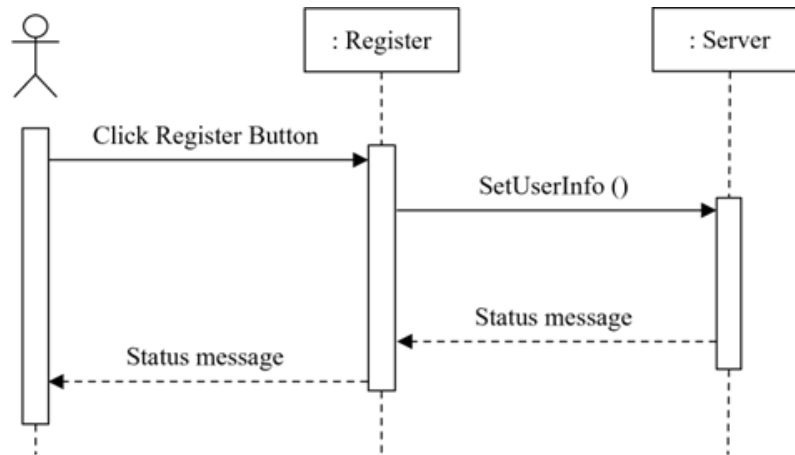 : Register
: Server
Click Register Button
SetUserInfo ()
Status message
Status message